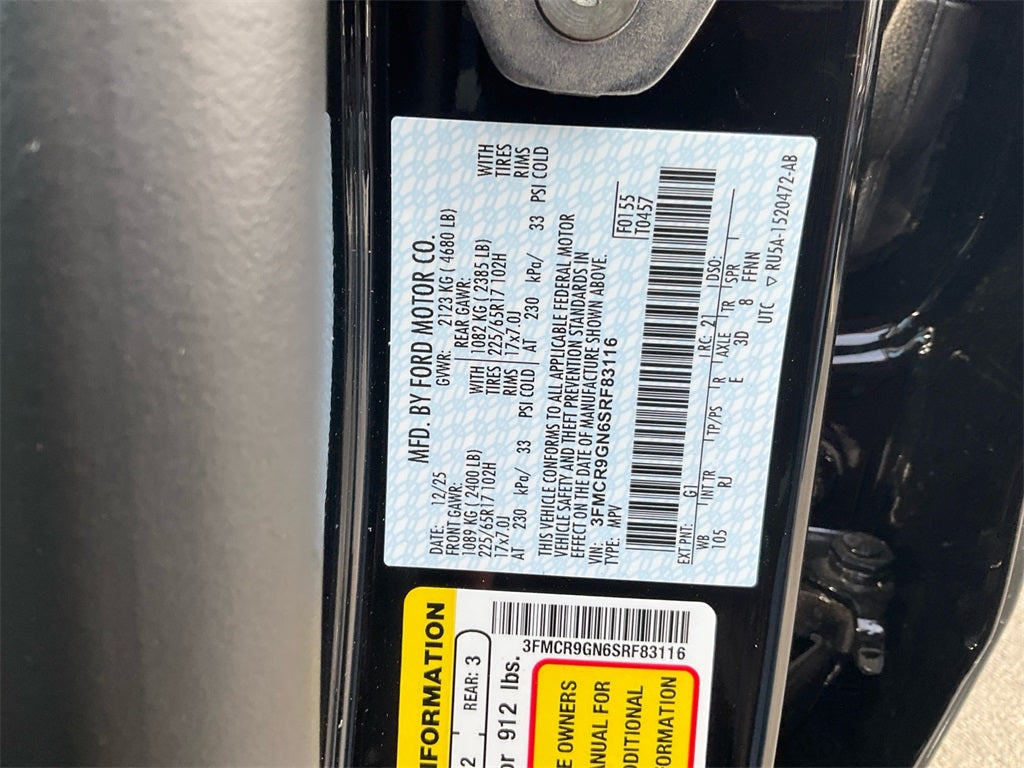 MFD. BY FORD MOTOR CO.
DATE: 12/25 GVWR: 2123 KG ( 4680 LB)
FRONT GAWR: REAR GAWR:
1089 KG ( 2400 LB) WITH 1082 KG ( 2385 LB) WITH
225/65R17 102H TIRES 225/65R17 102H TIRES
17x7.0J RIMS 17x7.0J RIMS
AT 230 kPa/ 33 PSI COLD AT 230 kPa/ 33 PSI COLD
THIS VEHICLE CONFORMS TO ALL APPLICABLE FEDERAL MOTOR
VEHICLE SAFETY AND THEFT PREVENTION STANDARDS IN
EFFECT ON THE DATE OF MANUFACTURE SHOWN ABOVE.
VIN: 3FMCR9GN6SRF83116
TYPE: MPV
F0155
T0457
EXT PNT: G1 RC: 21 DSO:
WB INT TR TP/PS R AXLE TR SPR
105 RJ E 3D 8 FFNN
UTC ▽ RU5A-1520472-AB
FORMATION
2 REAR: 3
or 912 lbs.
3FMCR9GN6SRF83116
E OWNERS
ANUAL FOR
DDITIONAL
FORMATION